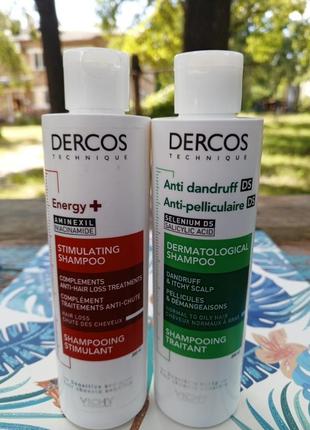 DERCOS
TECHNIQUE
Energy+
AMINEXIL
NIACINAMIDE
STIMULATING
SHAMPOO
COMPLEMENTS
ANTI-HAIR LOSS TREATMENTS
COMPLÉMENT
TRAITEMENTS ANTI-CHUTE
HAIR LOSS
CHUTE DES CHEVEUX
SHAMPOOING
STIMULANT
VICHY
DERCOS
TECHNIQUE
Anti dandruff DS
Anti-pelliculaire DS
SELENIUM DS
SALICYLIC ACID
DERMATOLOGICAL
SHAMPOO
DANDRUFF
& ITCHY SCALP
PELLICULES
& DÉMANGEAISONS
NORMAL TO OILY HAIR
CHEVEUX NORMAUX À GRAS
SHAMPOOING
TRAITANT
VICHY